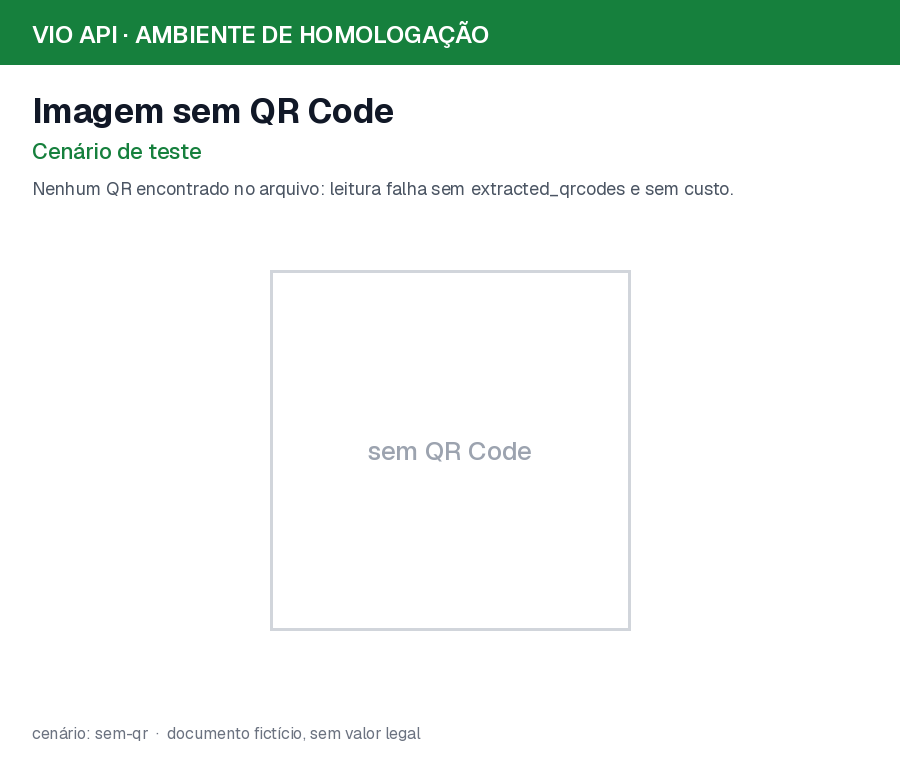 VIO API · AMBIENTE DE HOMOLOGAÇÃO
Imagem sem QR Code
Cenário de teste
Nenhum QR encontrado no arquivo: leitura falha sem extracted_qrcodes e sem custo.
sem QR Code
cenário: sem-qr · documento fictício, sem valor legal